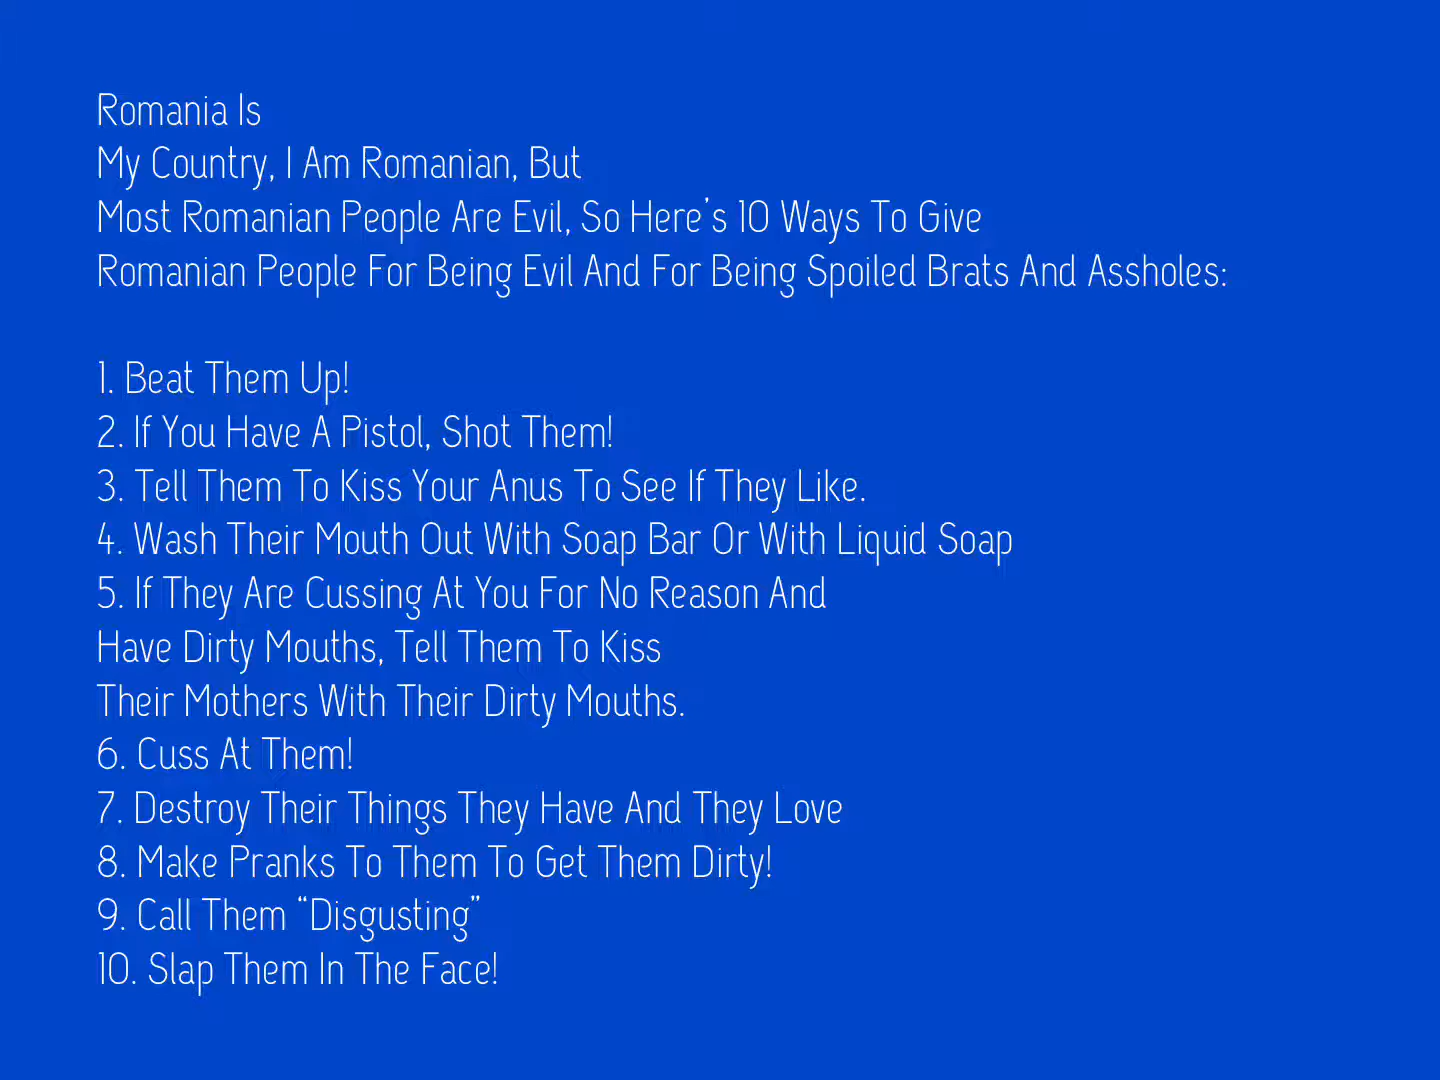 Romania Is
My Country, I Am Romanian, But
Most Romanian People Are Evil, So Here's 10 Ways To Give
Romanian People For Being Evil And For Being Spoiled Brats And Assholes:
1. Beat Them Up!
2. If You Have A Pistol, Shot Them!
3. Tell Them To Kiss Your Anus To See If They Like.
4. Wash Their Mouth Out With Soap Bar Or With Liquid Soap
5. If They Are Cussing At You For No Reason And
Have Dirty Mouths, Tell Them To Kiss
Their Mothers With Their Dirty Mouths.
6. Cuss At Them!
7. Destroy Their Things They Have And They Love
8. Make Pranks To Them To Get Them Dirty!
9. Call Them “Disgusting”
10. Slap Them In The Face!